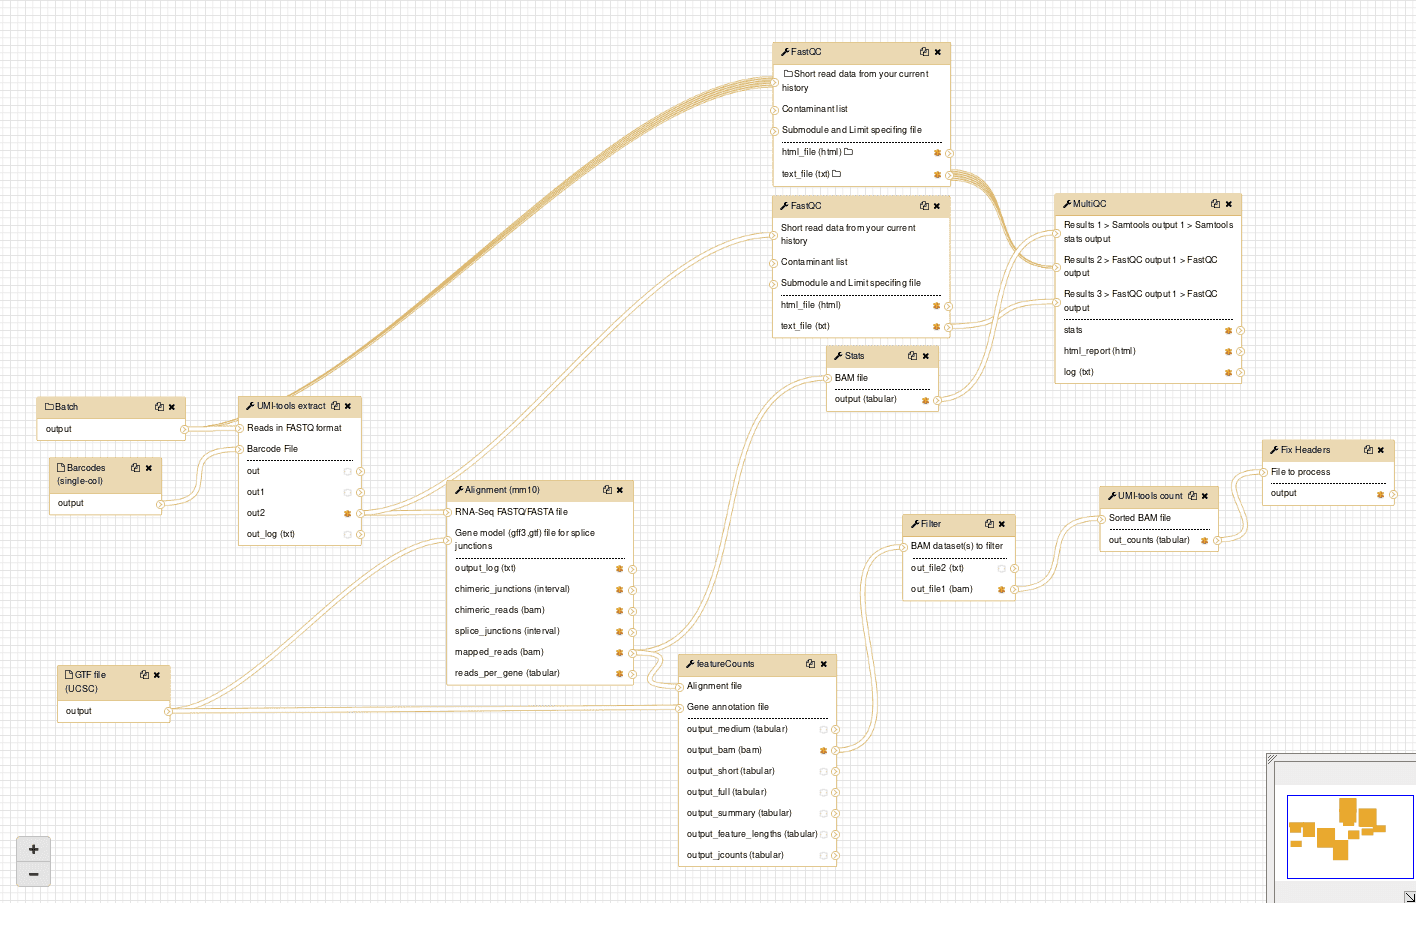 FastQC
Short read data from your current
history
Contaminant list
Submodule and Limit specifing file
html_file (html)
text_file (txt)
FastQC
Short read data from your current
history
Contaminant list
Submodule and Limit specifing file
html_file (html)
text_file (txt)
MultiQC
Results 1 > Samtools output 1 > Samtools
stats output
Results 2 > FastQC output 1 > FastQC
output
Results 3 > FastQC output 1 > FastQC
output
stats
html_report (html)
log (txt)
Stats
BAM file
output (tabular)
Batch
output
Barcodes
(single-col)
output
UMI-tools extract
Reads in FASTQ format
Barcode File
out
out1
out2
out_log (txt)
Alignment (mm10)
RNA-Seq FASTQ/FASTA file
Gene model (gff3,gtf) file for splice
junctions
output_log (txt)
chimeric_junctions (interval)
chimeric_reads (bam)
splice_junctions (interval)
mapped_reads (bam)
reads_per_gene (tabular)
GTF file
(UCSC)
output
featureCounts
Alignment file
Gene annotation file
output_medium (tabular)
output_bam (bam)
output_short (tabular)
output_full (tabular)
output_summary (tabular)
output_feature_lengths (tabular)
output_jcounts (tabular)
Filter
BAM dataset(s) to filter
out_file2 (txt)
out_file1 (bam)
UMI-tools count
Sorted BAM file
out_counts (tabular)
Fix Headers
File to process
output